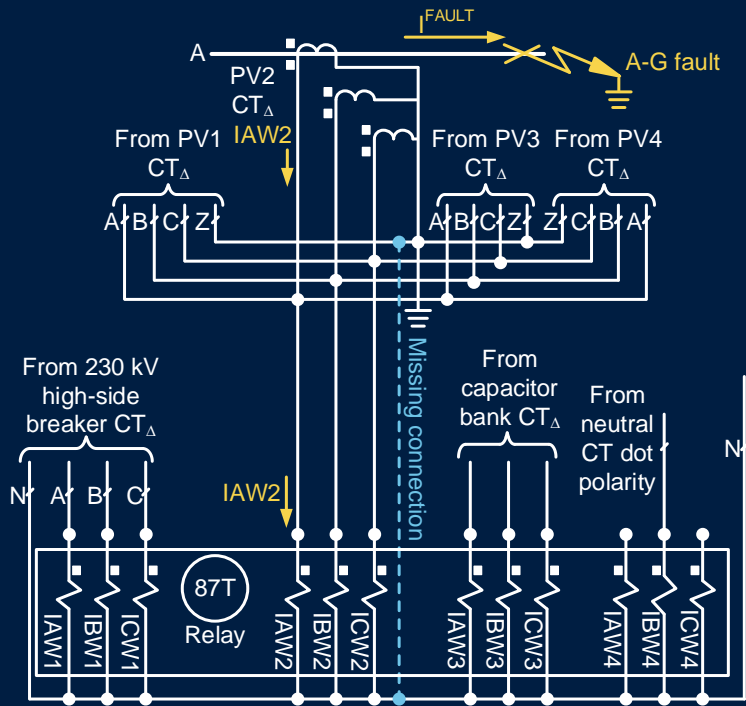 I FAULT
A
A-G fault
PV2
CTΔ
IAW2
From PV1
CTΔ
From PV3
CTΔ
From PV4
CTΔ
A B C Z
A B C Z
Z C B A
From 230 kV
high-side
breaker CTΔ
Missing connection
From
capacitor
bank CTΔ
From
neutral
CT dot
polarity
N
N A B C
IAW2
87T
Relay
IAW1
IBW1
ICW1
IAW2
IBW2
ICW2
IAW3
IBW3
ICW3
IAW4
IBW4
ICW4